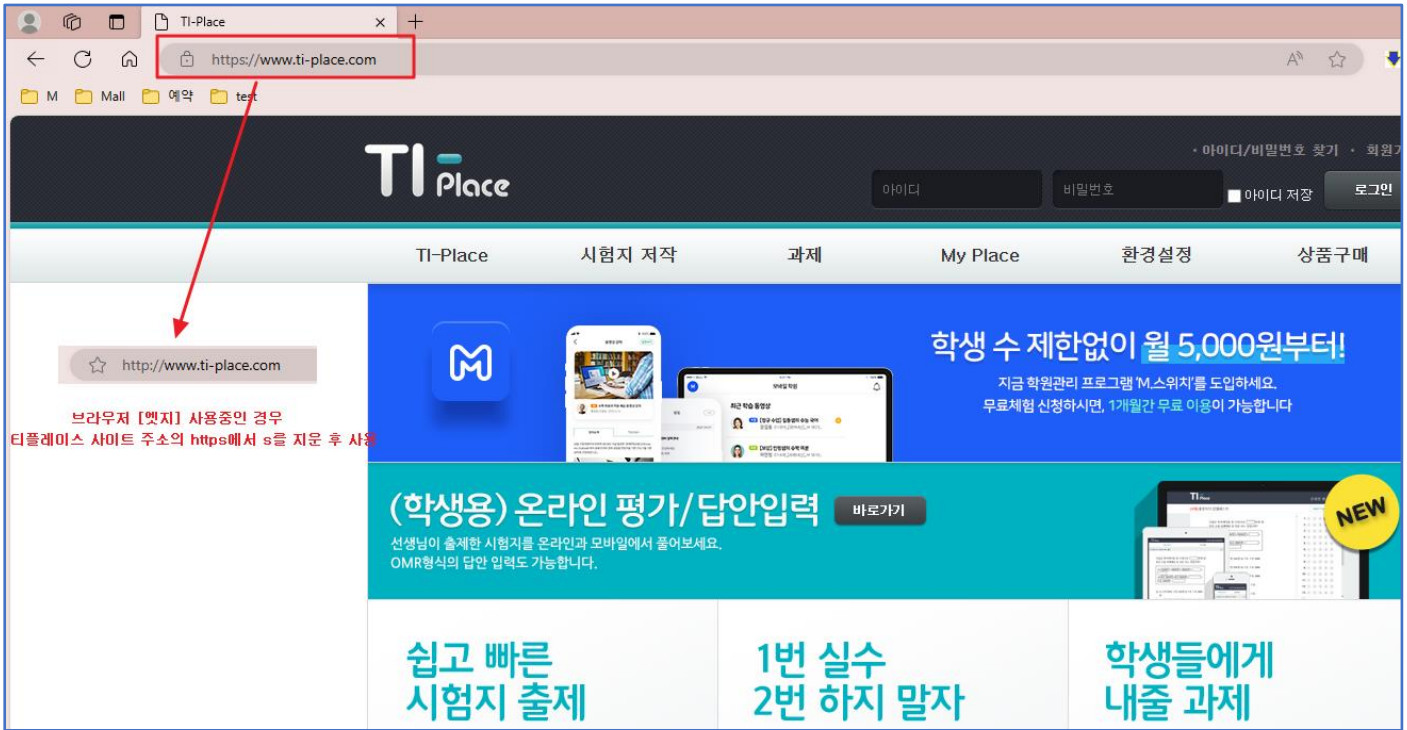 TI-Place
https://www.ti-place.com
M Mall 예약 test
TI Place
· 아이디/비밀번호 찾기 · 회원가
아이디 비밀번호 아이디 저장 로그인
TI-Place 시험지 저작 과제 My Place 환경설정 상품구매
http://www.ti-place.com
브라우저 [엣지] 사용중인 경우
티플레이스 사미트 주소의 https에서 s를 지운 후 사용
학생 수 제한없이 월 5,000원부터!
지금 학원관리 프로그램 'M.스위치'를 도입하세요.
무료체험 신청하시면, 1개월간 무료 이용이 가능합니다
최근 학습 동영상
(학생용) 온라인 평가/답안입력 바로가기
선생님이 출제한 시험지를 온라인과 모바일에서 풀어보세요.
OMR형식의 답안 입력도 가능합니다.
TI Place
NEW
쉽고 빠른
시험지 출제
1번 실수
2번 하지 말자
학생들에게
내줄 과제